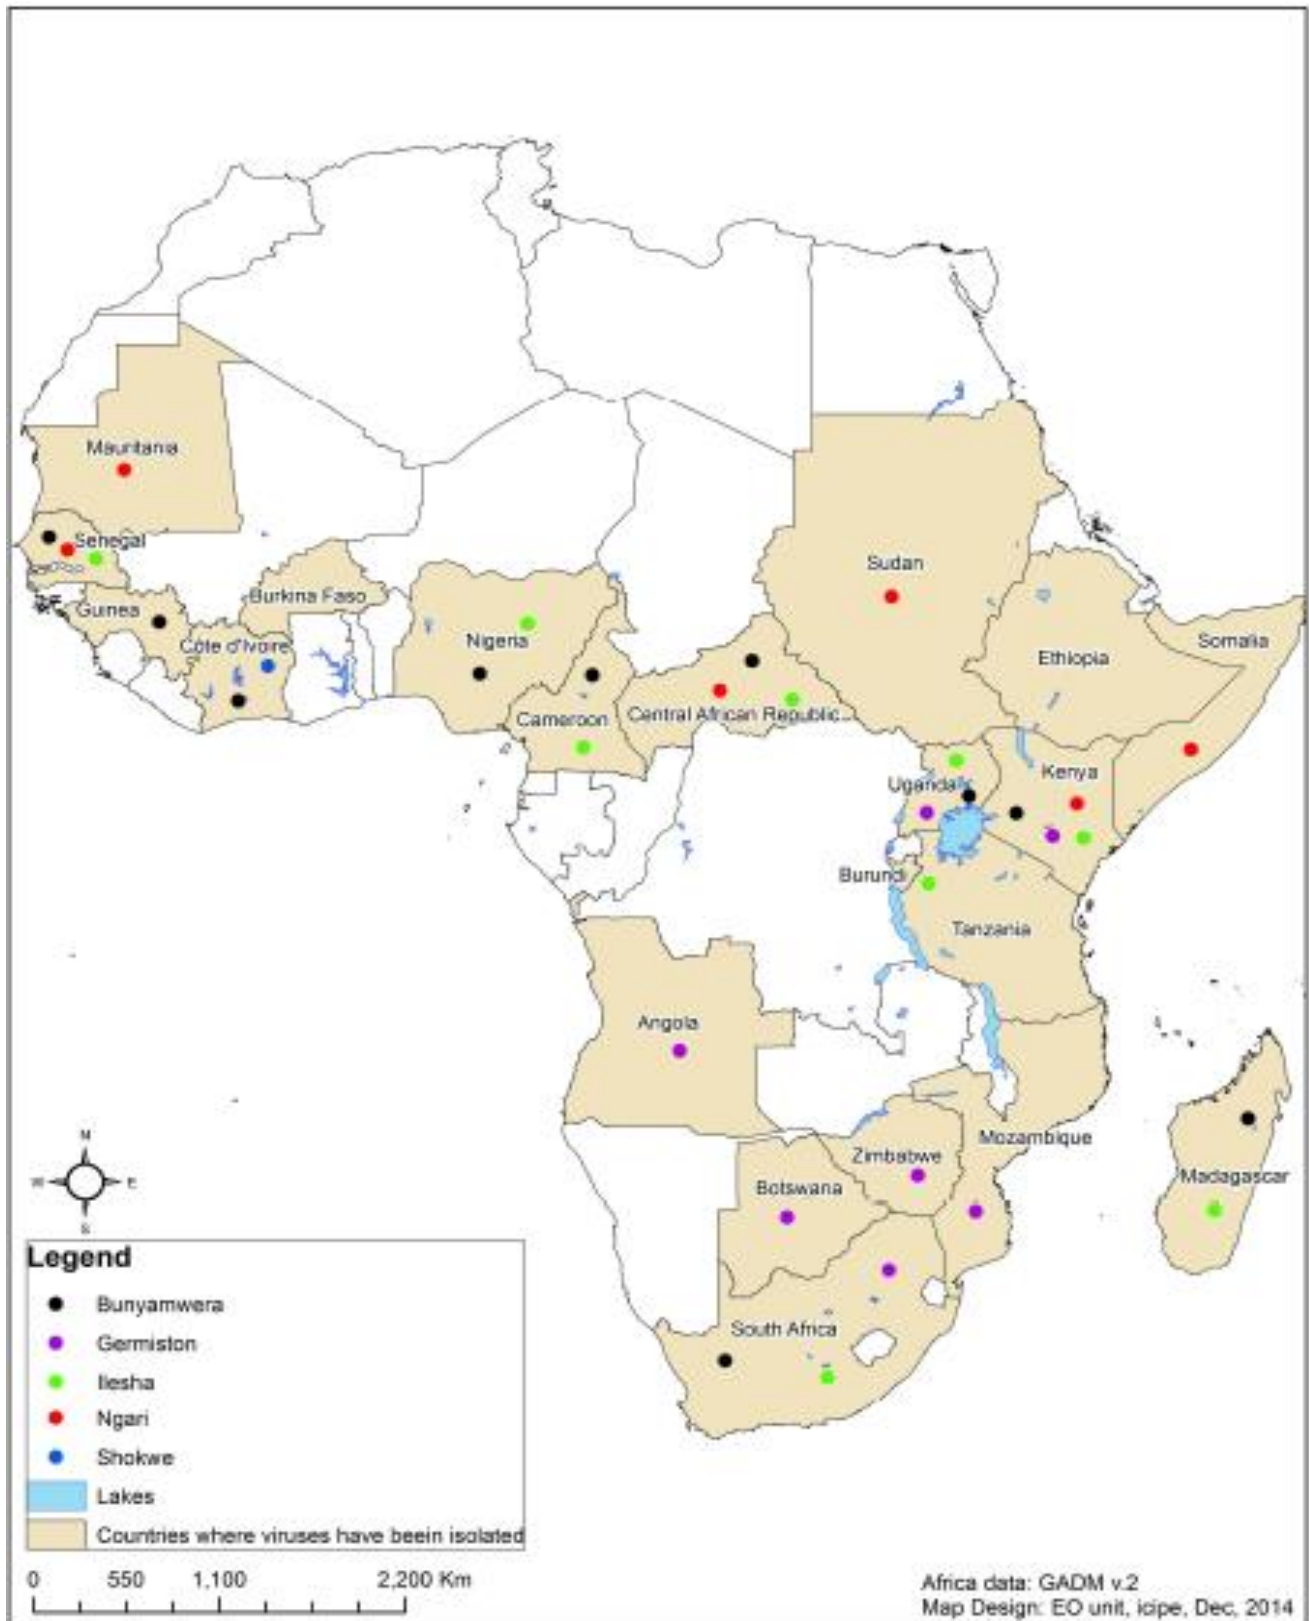 Mauritania
Senegal
Sudan
Burkina Faso
Guinea
Nigeria
Somalia
Côte d'Ivoire
Ethiopia
Cameroon
Central African Republic
Kenya
Uganda
Burundi
Tanzania
Angola
Mozambique
Zimbabwe
Madagascar
Botswana
South Africa
N
W E
S
Legend
Bunyamwera
Germiston
Ilesha
Ngari
Shokwe
Lakes
Countries where viruses have beein isolated
0 550 1,100 2,200 Km
Africa data: GADM v.2
Map Design: EO unit, icipe, Dec, 2014